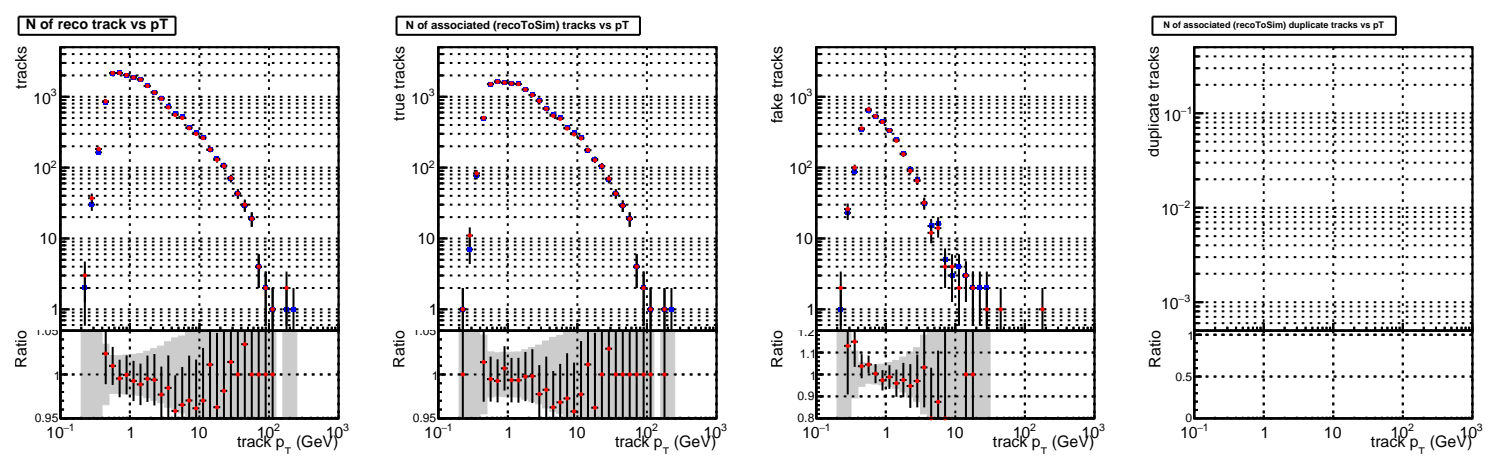 N of reco track vs pT
tracks
10³
10²
10
1
Ratio
1.05
1
0.95
10⁻¹ 1 10 10² 10³
track p_T (GeV)
N of associated (recoToSim) tracks vs pT
true tracks
10³
10²
10
1
Ratio
1.05
1
0.95
10⁻¹ 1 10 10² 10³
track p_T (GeV)
fake tracks
10³
10²
10
1
Ratio
1.2
1.1
1
0.9
0.8
10⁻¹ 1 10 10² 10³
track p_T (GeV)
N of associated (recoToSim) duplicate tracks vs pT
duplicate tracks
10⁻¹
10⁻²
10⁻³
Ratio
1
0.5
0
10⁻¹ 1 10 10² 10³
track p_T (GeV)